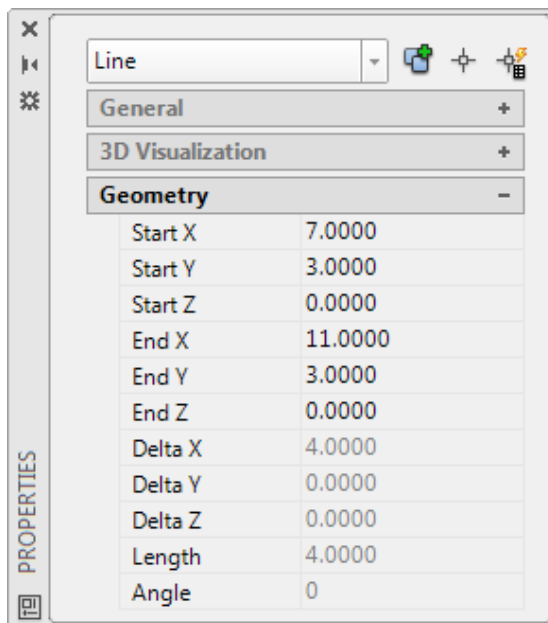 Line
General
3D Visualization
Geometry
Start X 7.0000
Start Y 3.0000
Start Z 0.0000
End X 11.0000
End Y 3.0000
End Z 0.0000
Delta X 4.0000
Delta Y 0.0000
Delta Z 0.0000
Length 4.0000
Angle 0
PROPERTIES